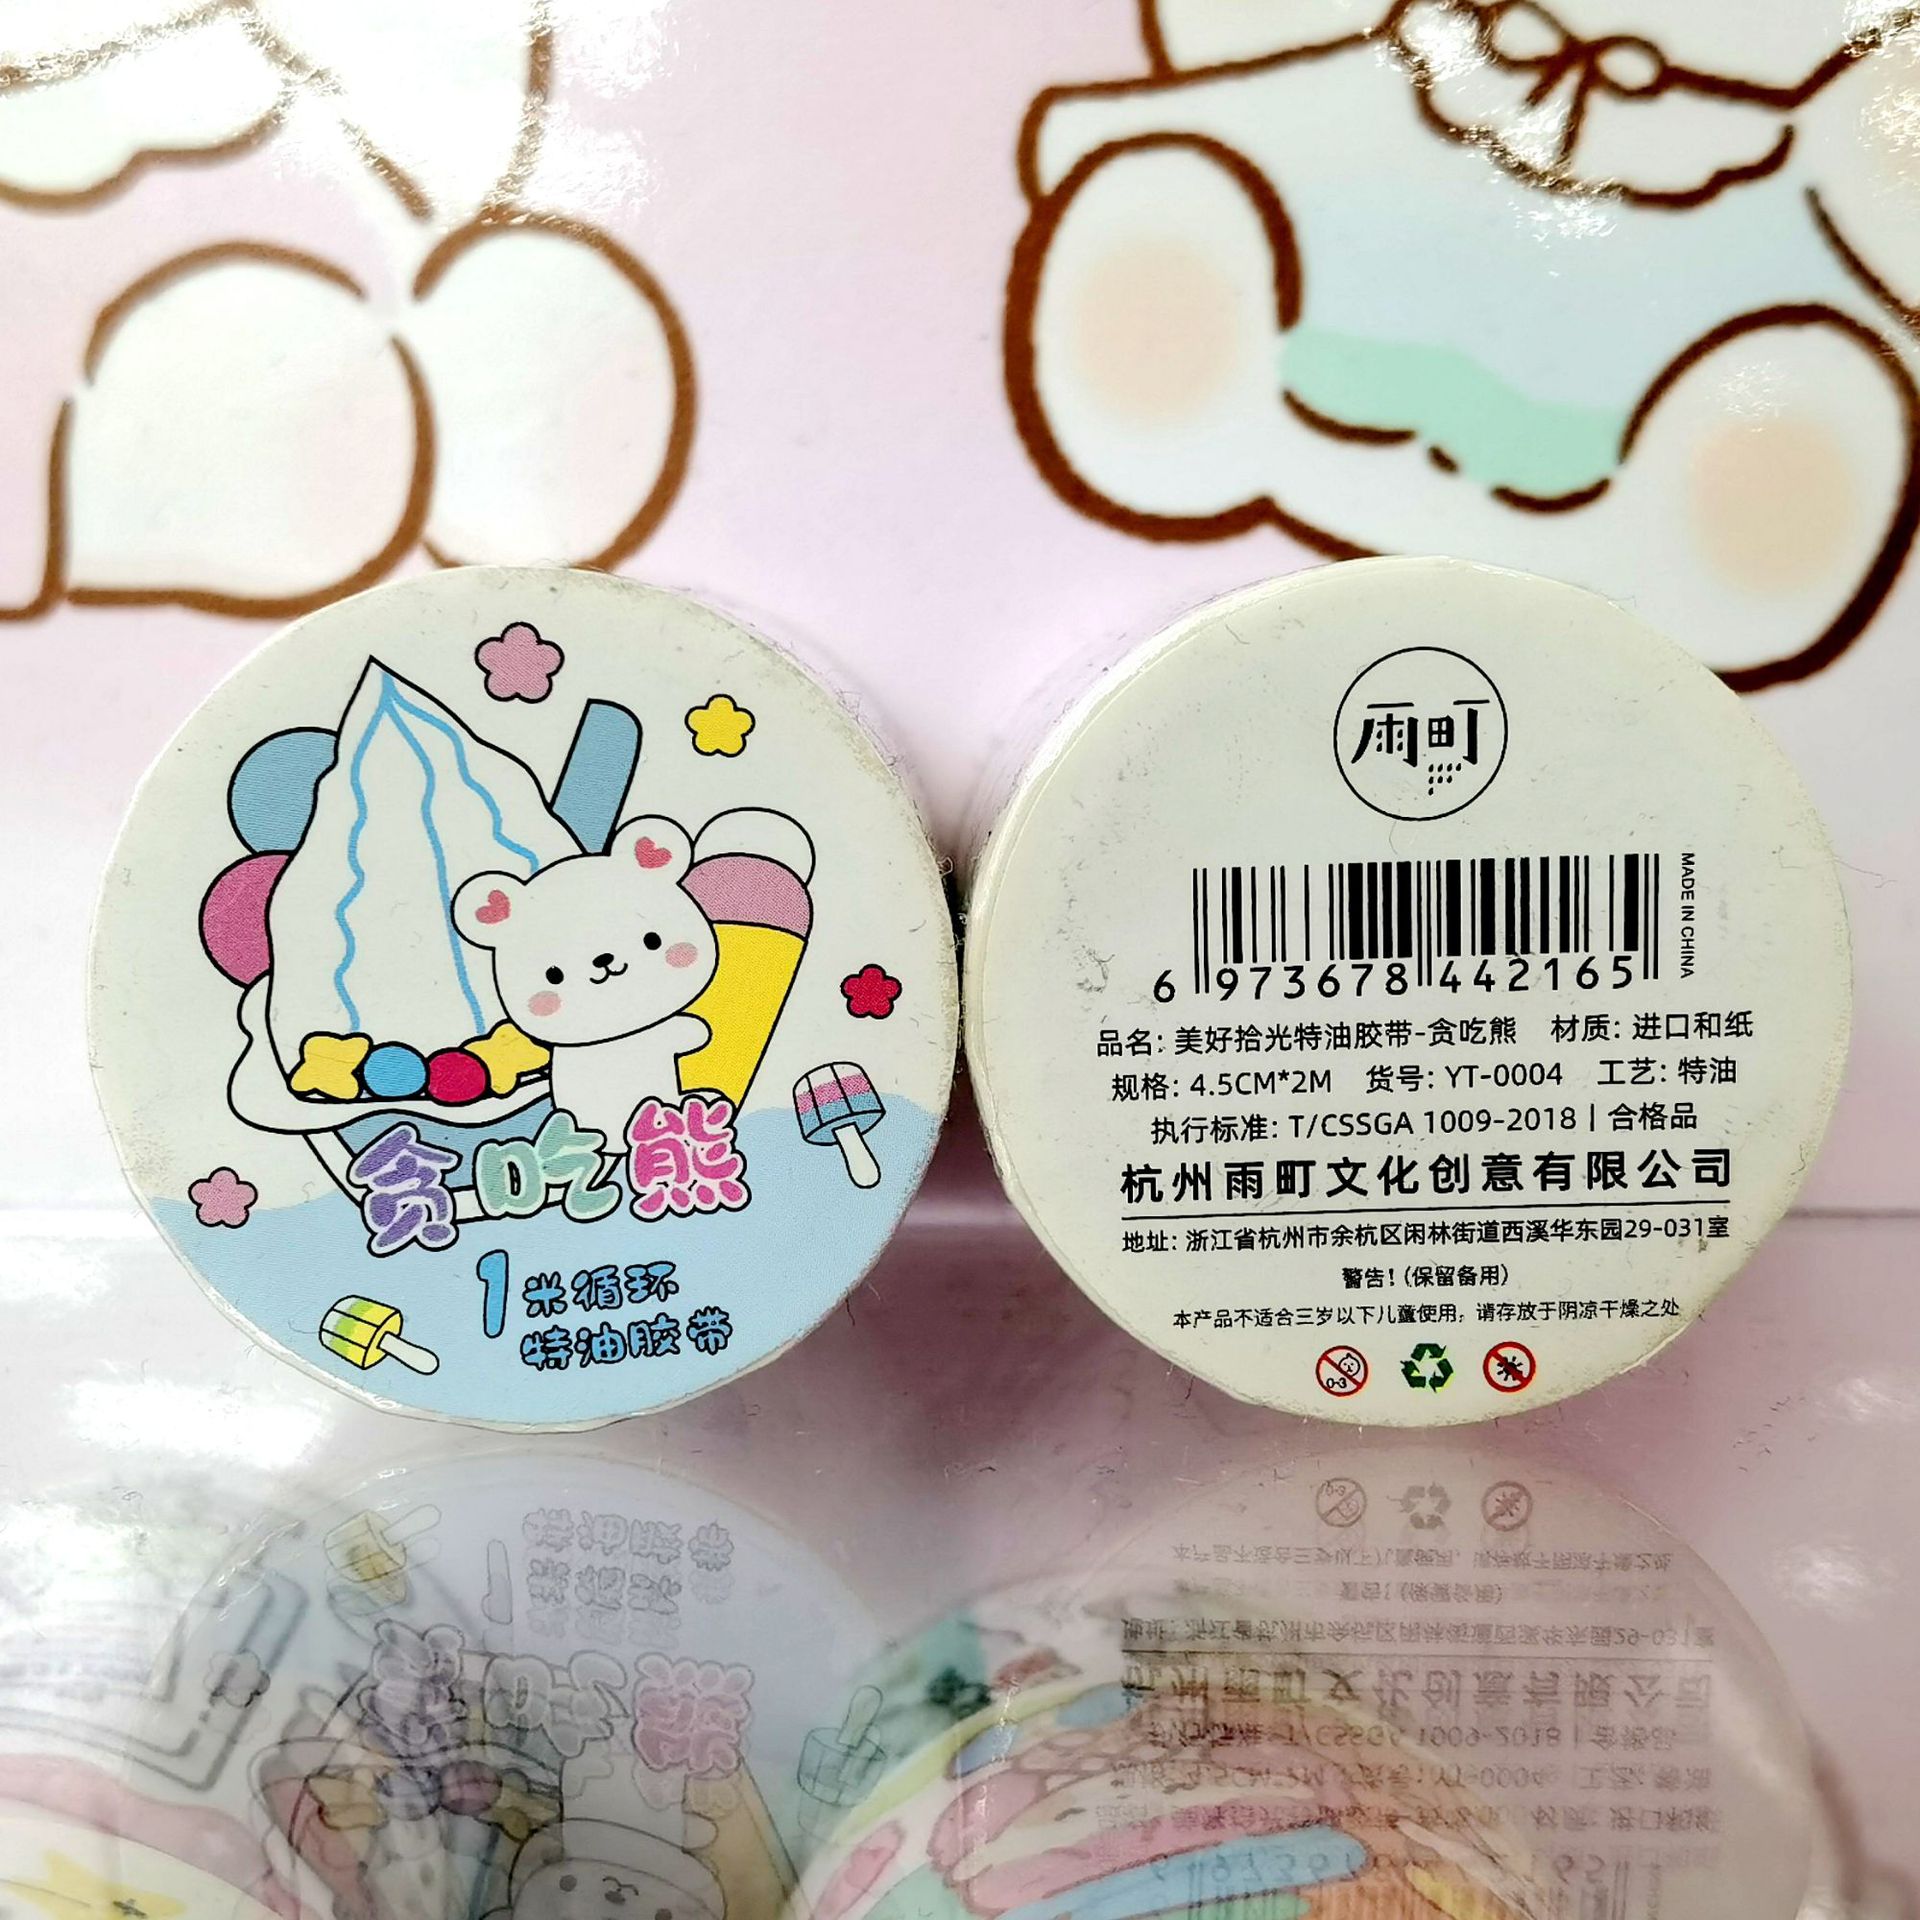 贪吃熊
1米循环
特油胶带
雨町
MADE IN CHINA
6 973678 442165
品名: 美好拾光特油胶带-贪吃熊 材质: 进口和纸
规格: 4.5CM*2M 货号: YT-0004 工艺: 特油
执行标准: T/CSSGA 1009-2018 | 合格品
杭州雨町文化创意有限公司
地址: 浙江省杭州市余杭区闲林街道西溪华东园29-031室
警告! (保留备用)
本产品不适合三岁以下儿童使用, 请存放于阴凉干燥之处
0-3